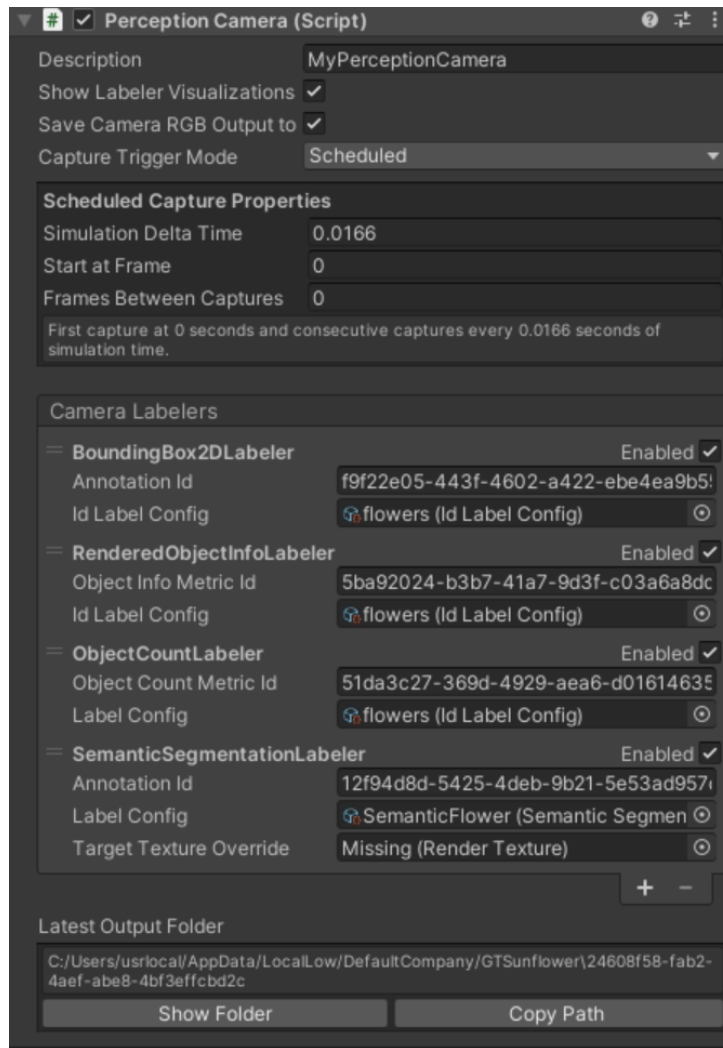 Perception Camera (Script)
Description MyPerceptionCamera
Show Labeler Visualizations
Save Camera RGB Output to
Capture Trigger Mode Scheduled
Scheduled Capture Properties
Simulation Delta Time 0.0166
Start at Frame 0
Frames Between Captures 0
First capture at 0 seconds and consecutive captures every 0.0166 seconds of
simulation time.
Camera Labelers
BoundingBox2DLabeler Enabled
Annotation Id f9f22e05-443f-4602-a422-ebe4ea9b5
Id Label Config flowers (Id Label Config)
RenderedObjectInfoLabeler Enabled
Object Info Metric Id 5ba92024-b3b7-41a7-9d3f-c03a6a8dc
Id Label Config flowers (Id Label Config)
ObjectCountLabeler Enabled
Object Count Metric Id 51da3c27-369d-4929-aea6-d01614635
Label Config flowers (Id Label Config)
SemanticSegmentationLabeler Enabled
Annotation Id 12f94d8d-5425-4deb-9b21-5e53ad957
Label Config SemanticFlower (Semantic Segmen
Target Texture Override Missing (Render Texture)
+ −
Latest Output Folder
C:/Users/usrlocal/AppData/LocalLow/DefaultCompany/GTSunflower\24608f58-fab2-
4aef-abe8-4bf3effcbd2c
Show Folder Copy Path